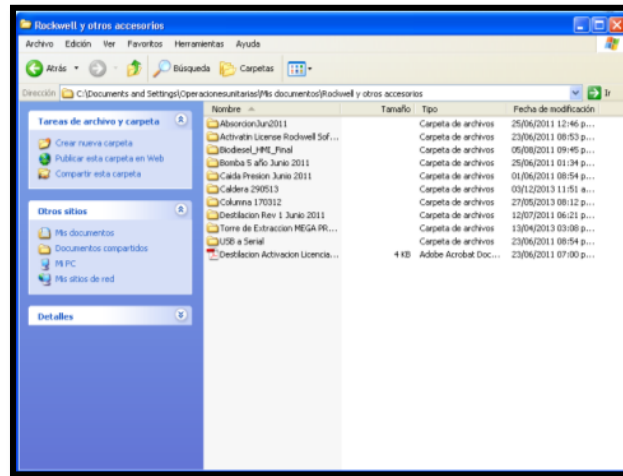 Rockwell y otros accesorios
Archivo Edición Ver Favoritos Herramientas Ayuda
Atrás Búsqueda Carpetas
Dirección C:\Documents and Settings\Operacionesunitarias\Mis documentos\Rockwell y otros accesorios Ir
Tareas de archivo y carpeta
Crear nueva carpeta
Publicar esta carpeta en Web
Compartir esta carpeta
Otros sitios
Mis documentos
Documentos compartidos
Mi PC
Mis sitios de red
Detalles
Nombre Tamaño Tipo Fecha de modificación
AbsorcionJun2011 Carpeta de archivos 25/06/2011 12:46 p...
Activatin License Rockwell Sof... Carpeta de archivos 23/06/2011 08:53 p...
Biodiesel_HMI_Final Carpeta de archivos 05/08/2011 09:45 p...
Bomba 5 año Junio 2011 Carpeta de archivos 25/06/2011 01:34 p...
Caida Presion Junio 2011 Carpeta de archivos 01/06/2011 08:54 p...
Caldera 290513 Carpeta de archivos 03/12/2013 11:51 a...
Columna 170312 Carpeta de archivos 27/05/2013 08:12 p...
Destilacion Rev 1 Junio 2011 Carpeta de archivos 12/07/2011 06:21 p...
Torre de Extraccion MEGA PR... Carpeta de archivos 13/04/2013 03:08 p...
USB a Serial Carpeta de archivos 23/06/2011 08:54 p...
Destilacion Activacion Licencia... 4 KB Adobe Acrobat Doc... 23/06/2011 07:00 p...